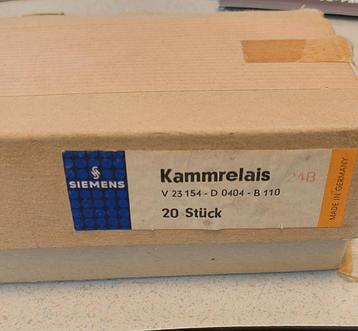 SIEMENS
Kammrelais 24B
V 23 154 - D 0404 - B 110
20 Stück
MADE IN GERMANY